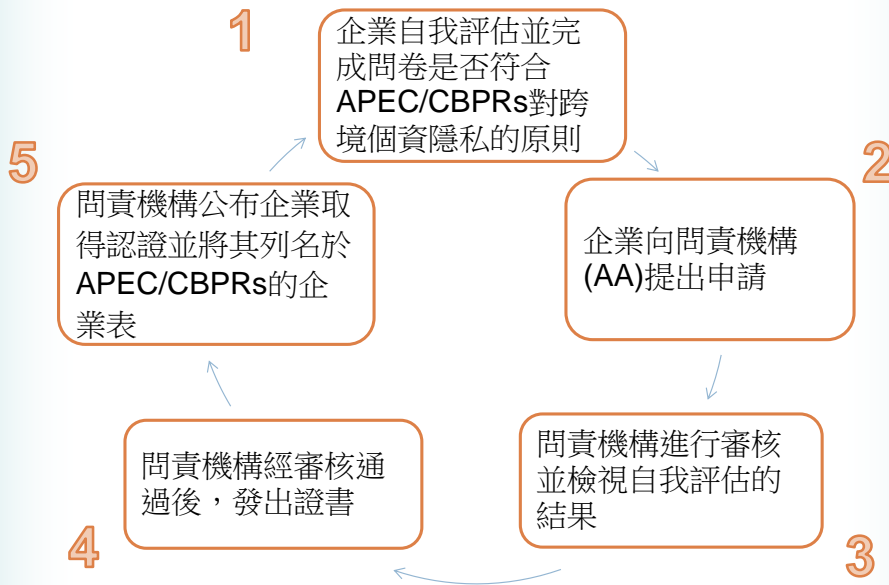 1
企業自我評估並完
成問卷是否符合
APEC/CBPRs對跨
境個資隱私的原則
2
企業向問責機構
(AA)提出申請
3
問責機構進行審核
並檢視自我評估的
結果
4
問責機構經審核通
過後，發出證書
5
問責機構公布企業取
得認證並將其列名於
APEC/CBPRs的企
業表